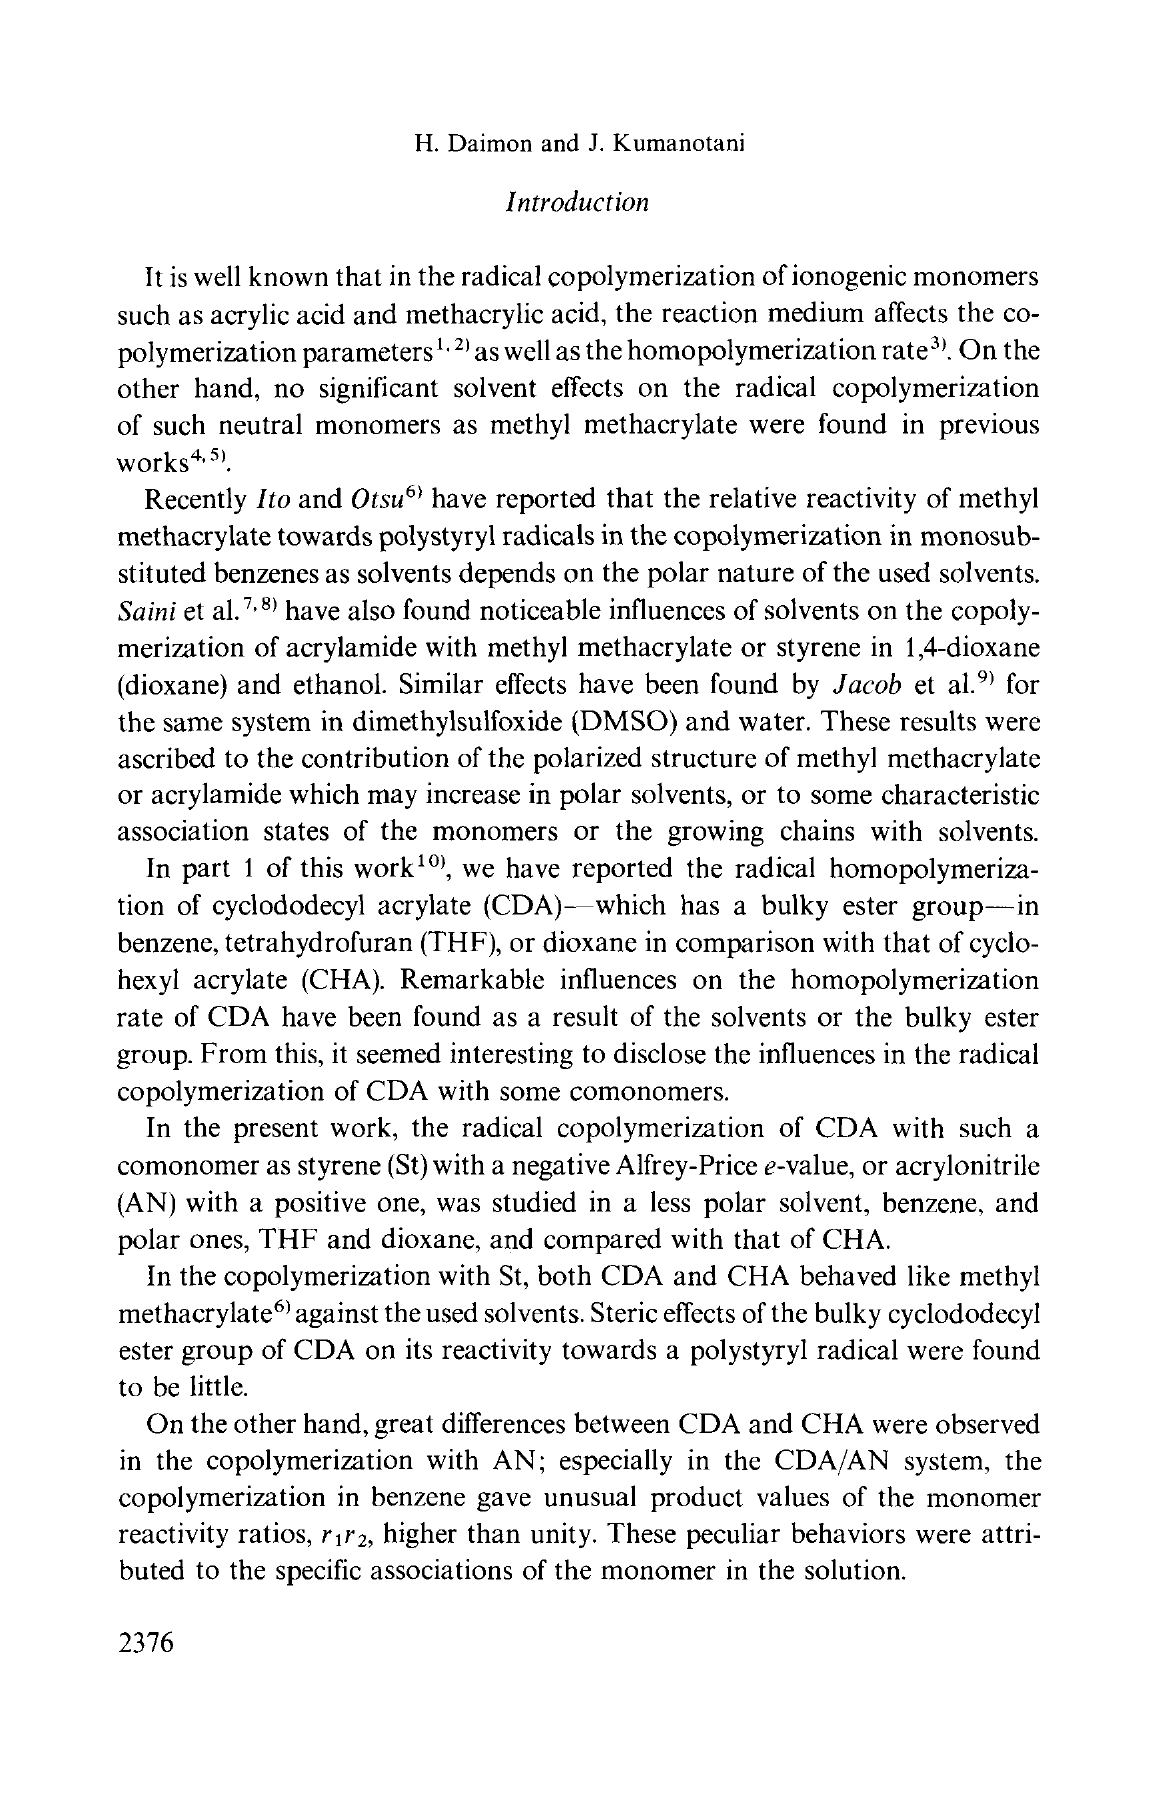 H. Daimon and J. Kumanotani
Introduction
It is well known that in the radical copolymerization of ionogenic monomers
such as acrylic acid and methacrylic acid, the reaction medium affects the co-
polymerization parameters¹, ²⁾ as well as the homopolymerization rate³⁾. On the
other hand, no significant solvent effects on the radical copolymerization
of such neutral monomers as methyl methacrylate were found in previous
works⁴, ⁵⁾.
Recently Ito and Otsu⁶⁾ have reported that the relative reactivity of methyl
methacrylate towards polystyryl radicals in the copolymerization in monosub-
stituted benzenes as solvents depends on the polar nature of the used solvents.
Saini et al.⁷, ⁸⁾ have also found noticeable influences of solvents on the copoly-
merization of acrylamide with methyl methacrylate or styrene in 1,4-dioxane
(dioxane) and ethanol. Similar effects have been found by Jacob et al.⁹⁾ for
the same system in dimethylsulfoxide (DMSO) and water. These results were
ascribed to the contribution of the polarized structure of methyl methacrylate
or acrylamide which may increase in polar solvents, or to some characteristic
association states of the monomers or the growing chains with solvents.
In part 1 of this work¹⁰⁾, we have reported the radical homopolymeriza-
tion of cyclododecyl acrylate (CDA)—which has a bulky ester group—in
benzene, tetrahydrofuran (THF), or dioxane in comparison with that of cyclo-
hexyl acrylate (CHA). Remarkable influences on the homopolymerization
rate of CDA have been found as a result of the solvents or the bulky ester
group. From this, it seemed interesting to disclose the influences in the radical
copolymerization of CDA with some comonomers.
In the present work, the radical copolymerization of CDA with such a
comonomer as styrene (St) with a negative Alfrey-Price e-value, or acrylonitrile
(AN) with a positive one, was studied in a less polar solvent, benzene, and
polar ones, THF and dioxane, and compared with that of CHA.
In the copolymerization with St, both CDA and CHA behaved like methyl
methacrylate⁶⁾ against the used solvents. Steric effects of the bulky cyclododecyl
ester group of CDA on its reactivity towards a polystyryl radical were found
to be little.
On the other hand, great differences between CDA and CHA were observed
in the copolymerization with AN; especially in the CDA/AN system, the
copolymerization in benzene gave unusual product values of the monomer
reactivity ratios, r₁r₂, higher than unity. These peculiar behaviors were attri-
buted to the specific associations of the monomer in the solution.
2376